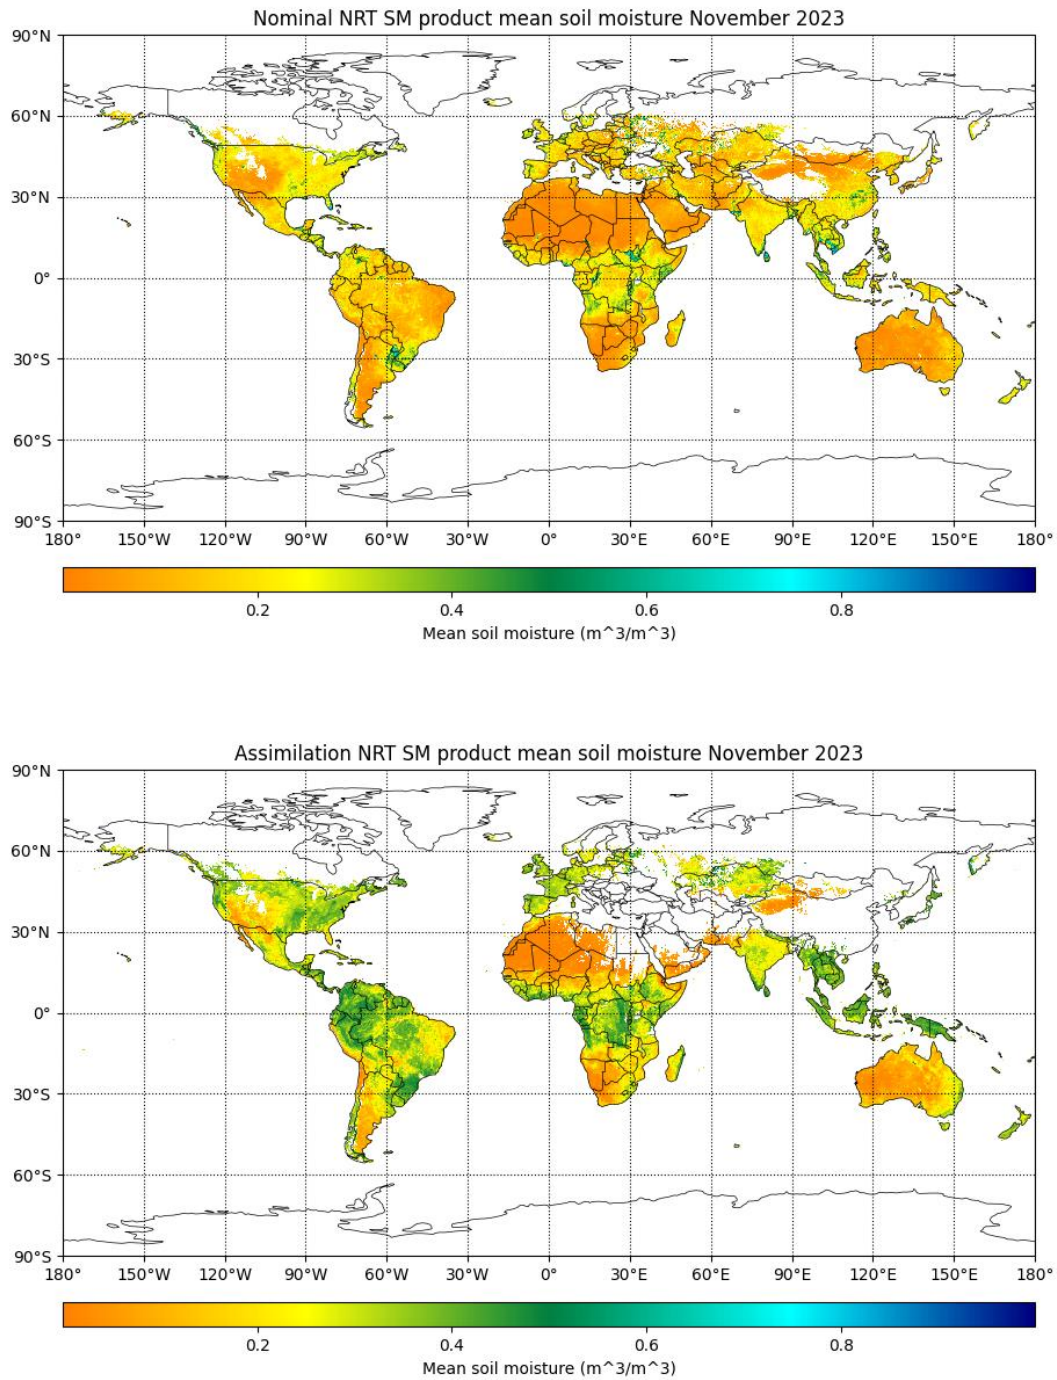 Nominal NRT SM product mean soil moisture November 2023
90°N
60°N
30°N
0°
30°S
60°S
90°S
180° 150°W 120°W 90°W 60°W 30°W 0° 30°E 60°E 90°E 120°E 150°E 180°
0.2 0.4 0.6 0.8
Mean soil moisture (m^3/m^3)
Assimilation NRT SM product mean soil moisture November 2023
90°N
60°N
30°N
0°
30°S
60°S
90°S
180° 150°W 120°W 90°W 60°W 30°W 0° 30°E 60°E 90°E 120°E 150°E 180°
0.2 0.4 0.6 0.8
Mean soil moisture (m^3/m^3)